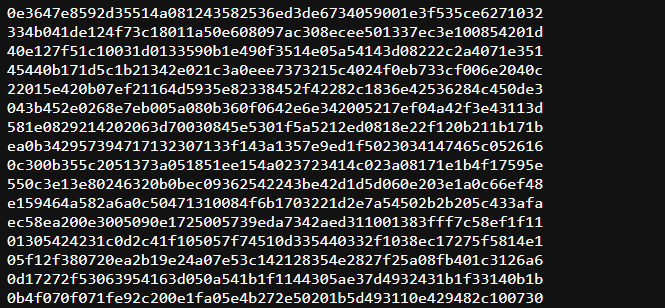 0e3647e8592d35514a081243582536ed3de6734059001e3f535ce6271032
334b041de124f73c18011a50e608097ac308ecee501337ec3e100854201d
40e127f51c10031d0133590b1e490f3514e05a54143d08222c2a4071e351
45440b171d5c1b21342e021c3a0eee7373215c4024f0eb733cf006e2040c
22015e420b07ef21164d5935e82338452f42282c1836e42536284c450de3
043b452e0268e7eb005a080b360f0642e6e342005217ef04a42f3e43113d
581e0829214202063d70030845e5301f5a5212ed0818e22f120b211b171b
ea0b342957394717132307133f143a1357e9ed1f5023034147465c052616
0c300b355c2051373a051851ee154a023723414c023a08171e1b4f17595e
550c3e13e80246320b0bec09362542243be42d1d5d060e203e1a0c66ef48
e159464a582a6a0c50471310084f6b1703221d2e7a54502b2b205c433afa
ec58ea200e3005090e1725005739eda7342aed311001383fff7c58ef1f11
01305424231c0d2c41f105057f74510d335440332f1038ec17275f5814e1
05f12f380720ea2b19e24a07e53c142128354e2827f25a08fb401c3126a6
0d17272f53063954163d050a541b1f1144305ae37d4932431b1f33140b1b
0b4f070f071fe92c200e1fa05e4b272e50201b5d493110e429482c100730